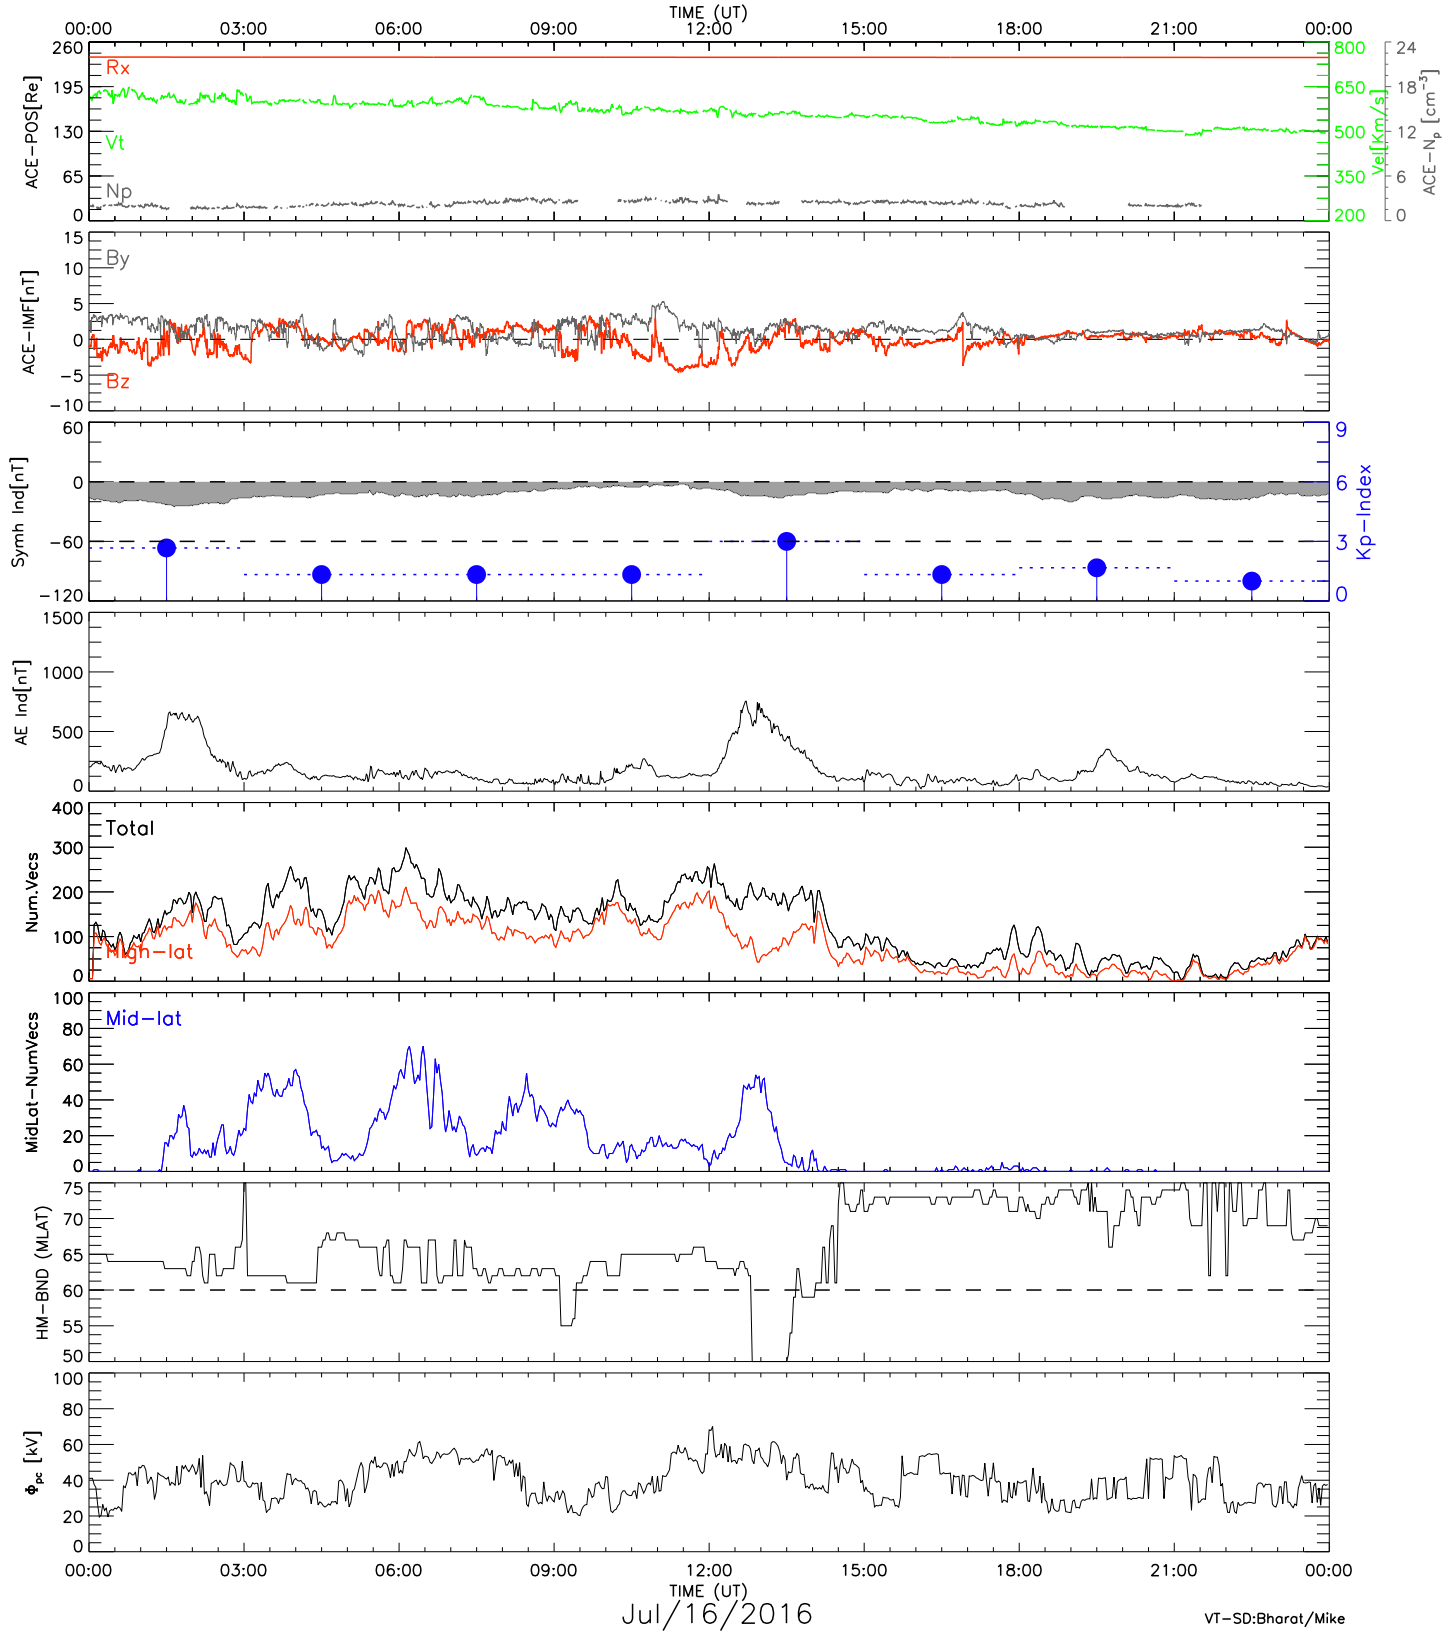 TIME (UT)
00:00 03:00 06:00 09:00 12:00 15:00 18:00 21:00 00:00
260 195 130 65 0
ACE-POS[Re]
Rx
Vt
Np
800 650 500 350 200
Vel[Km/s]
24 18 12 6 0
ACE-Np [cm-3]
15 10 5 0 -5 -10
ACE-IMF[nT]
By
Bz
60 0 -60 -120
Symh Ind[nT]
9 6 3 0
Kp-Index
1500 1000 500 0
AE Ind[nT]
400 300 200 100 0
Num.Vecs
Total
High-lat
100 80 60 40 20 0
MidLat-NumVecs
Mid-lat
75 70 65 60 55 50
HM-BND (MLAT)
100 80 60 40 20 0
Φpc [kV]
00:00 03:00 06:00 09:00 12:00 15:00 18:00 21:00 00:00
TIME (UT)
Jul/16/2016
VT-SD:Bharat/Mike